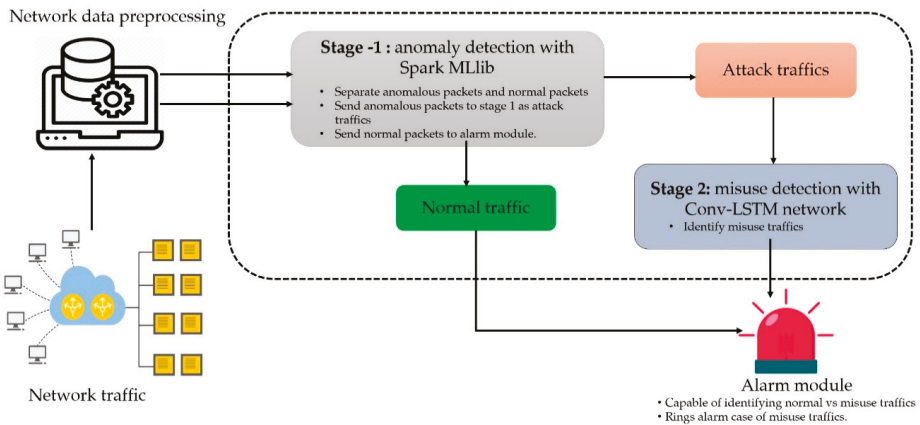 Network data preprocessing
Stage -1 : anomaly detection with
Spark MLlib
• Separate anomalous packets and normal packets
• Send anomalous packets to stage 1 as attack
traffics
• Send normal packets to alarm module.
Attack traffics
Normal traffic
Stage 2: misuse detection with
Conv-LSTM network
• Identify misuse traffics
Network traffic
Alarm module
• Capable of identifying normal vs misuse traffics
• Rings alarm case of misuse traffics.